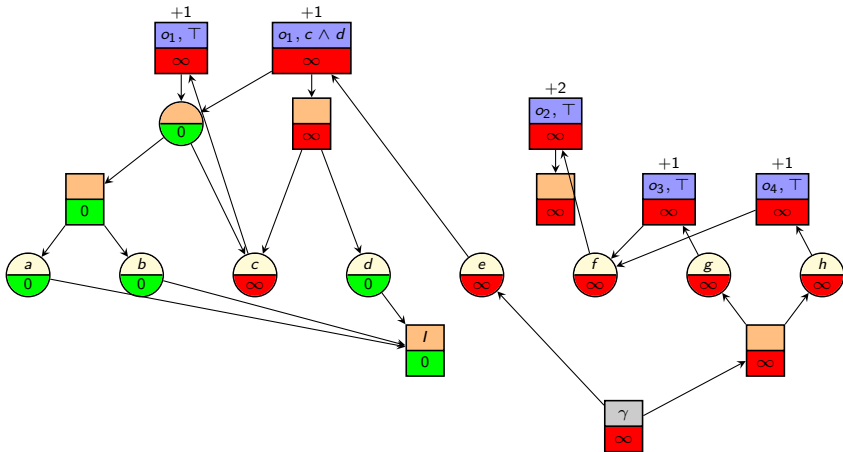 +1 +1
o₁, ⊤ o₁, c ∧ d
∞ ∞
+2
o₂, ⊤
0 ∞ ∞
+1 +1
o₃, ⊤ o₄, ⊤
0 ∞ ∞ ∞
a b c d e f g h
0 0 ∞ 0 ∞ ∞ ∞ ∞
I
0 ∞
γ
∞